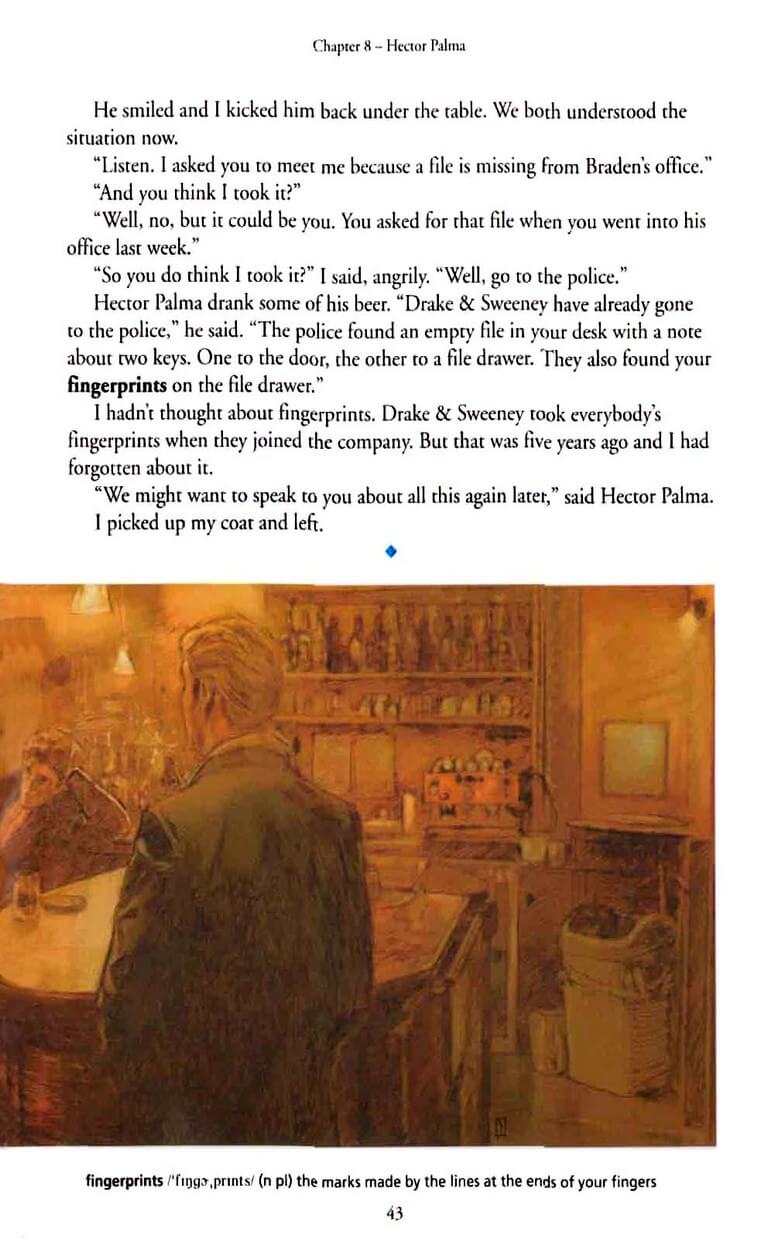 Chapter 8 – Hector Palma
He smiled and I kicked him back under the table. We both understood the
situation now.
“Listen. I asked you to meet me because a file is missing from Braden’s office.”
“And you think I took it?”
“Well, no, but it could be you. You asked for that file when you went into his
office last week.”
“So you do think I took it?” I said, angrily. “Well, go to the police.”
Hector Palma drank some of his beer. “Drake & Sweeney have already gone
to the police,” he said. “The police found an empty file in your desk with a note
about two keys. One to the door, the other to a file drawer. They also found your
fingerprints on the file drawer.”
I hadn’t thought about fingerprints. Drake & Sweeney took everybody’s
fingerprints when they joined the company. But that was five years ago and I had
forgotten about it.
“We might want to speak to you about all this again later,” said Hector Palma.
I picked up my coat and left.
fingerprints /ˈfɪŋgəˌprɪnts/ (n pl) the marks made by the lines at the ends of your fingers
43